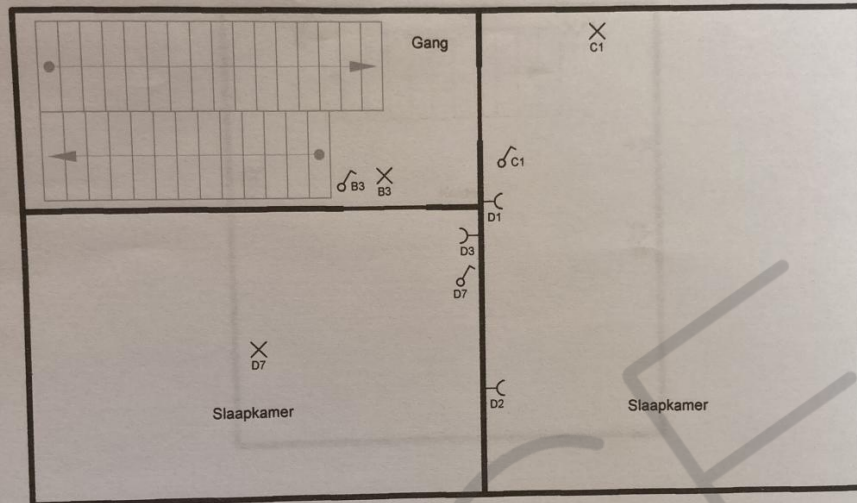 Gang
C1
C1
B3
B3
D1
D3
D7
D7
D2
Slaapkamer
Slaapkamer